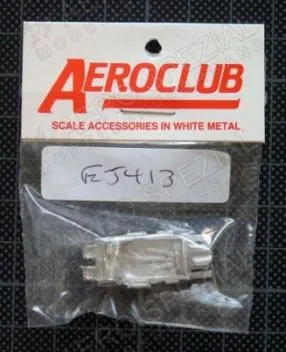 AEROCLUB
SCALE ACCESSORIES IN WHITE METAL
EJ413